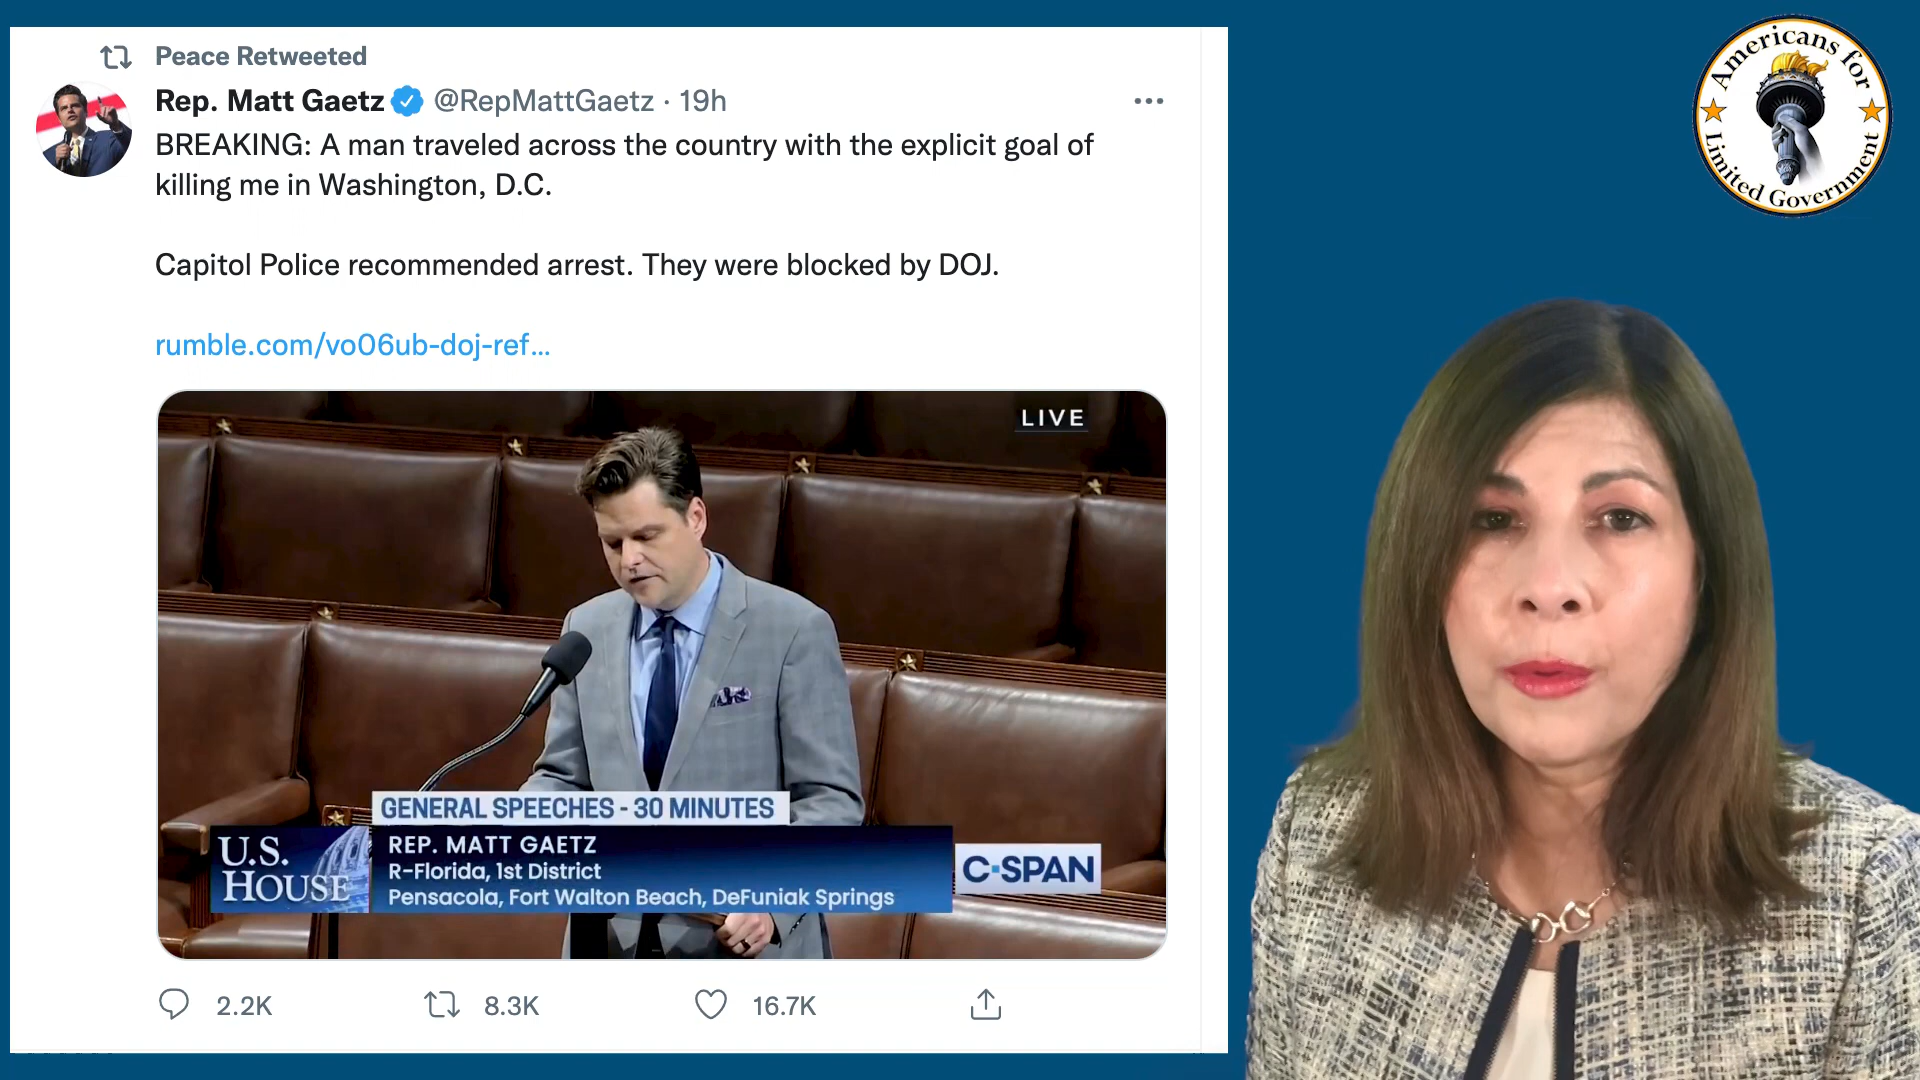 Peace Retweeted
Rep. Matt Gaetz @RepMattGaetz · 19h
BREAKING: A man traveled across the country with the explicit goal of
killing me in Washington, D.C.
Capitol Police recommended arrest. They were blocked by DOJ.
rumble.com/vo06ub-doj-ref...
LIVE
GENERAL SPEECHES - 30 MINUTES
U.S.
HOUSE
REP. MATT GAETZ
R-Florida, 1st District
Pensacola, Fort Walton Beach, DeFuniak Springs
C-SPAN
2.2K
8.3K
16.7K
Americans for
Limited Government